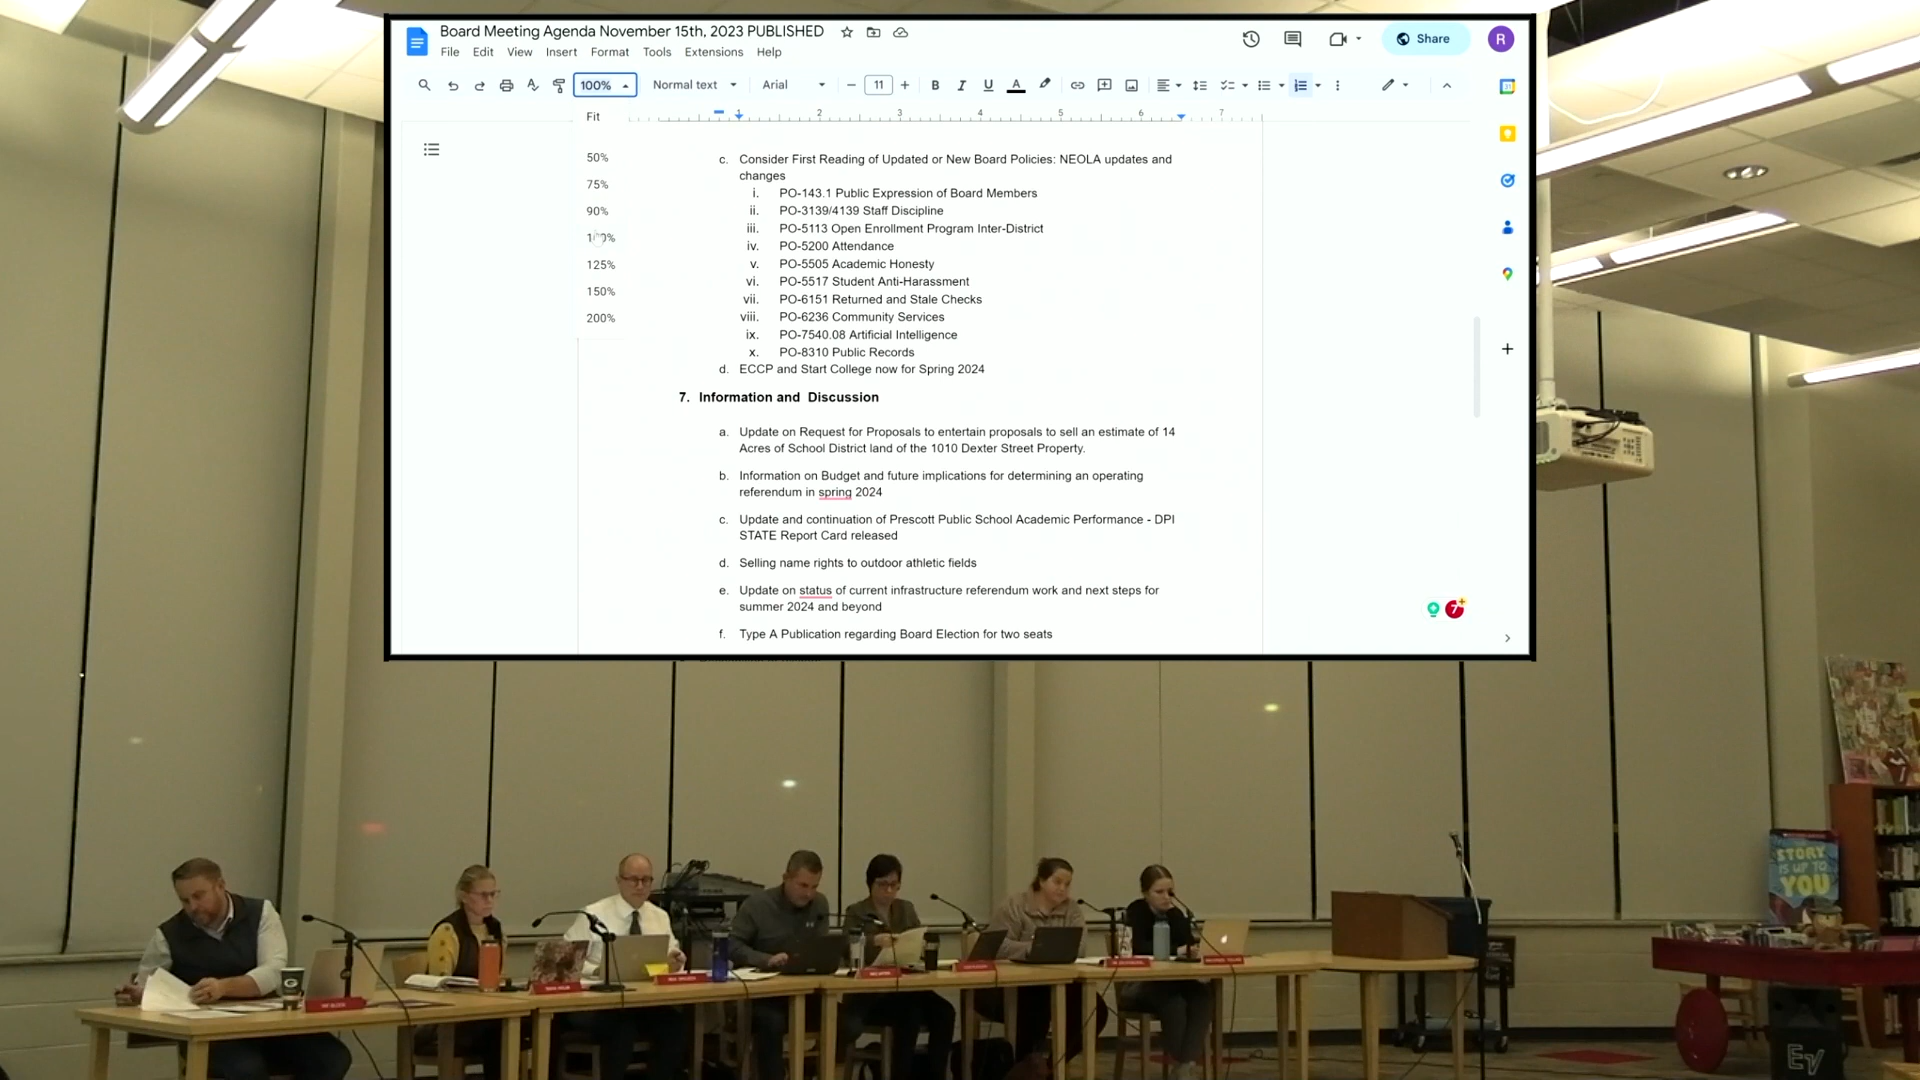 Board Meeting Agenda November 15th, 2023 PUBLISHED
File Edit View Insert Format Tools Extensions Help
Share
R
100% Normal text Arial 11 B I U A
1 2 3 4 5 6 7
Fit
50%
75%
90%
125%
150%
200%
c. Consider First Reading of Updated or New Board Policies: NEOLA updates and
changes
i. PO-143.1 Public Expression of Board Members
ii. PO-3139/4139 Staff Discipline
iii. PO-5113 Open Enrollment Program Inter-District
iv. PO-5200 Attendance
v. PO-5505 Academic Honesty
vi. PO-5517 Student Anti-Harassment
vii. PO-6151 Returned and Stale Checks
viii. PO-6236 Community Services
ix. PO-7540.08 Artificial Intelligence
x. PO-8310 Public Records
d. ECCP and Start College now for Spring 2024
7. Information and Discussion
a. Update on Request for Proposals to entertain proposals to sell an estimate of 14
Acres of School District land of the 1010 Dexter Street Property.
b. Information on Budget and future implications for determining an operating
referendum in spring 2024
c. Update and continuation of Prescott Public School Academic Performance - DPI
STATE Report Card released
d. Selling name rights to outdoor athletic fields
e. Update on status of current infrastructure referendum work and next steps for
summer 2024 and beyond
f. Type A Publication regarding Board Election for two seats
7
STORY
IS UP TO
YOU
EV